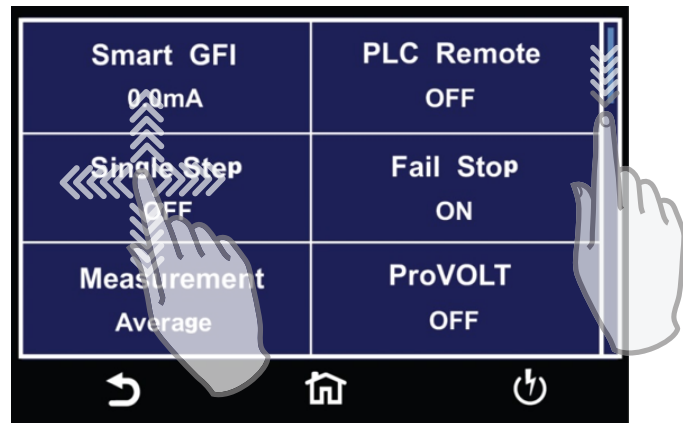 Smart GFI
0.0mA
PLC Remote
OFF
Single Step
OFF
Fail Stop
ON
Measurement
Average
ProVOLT
OFF